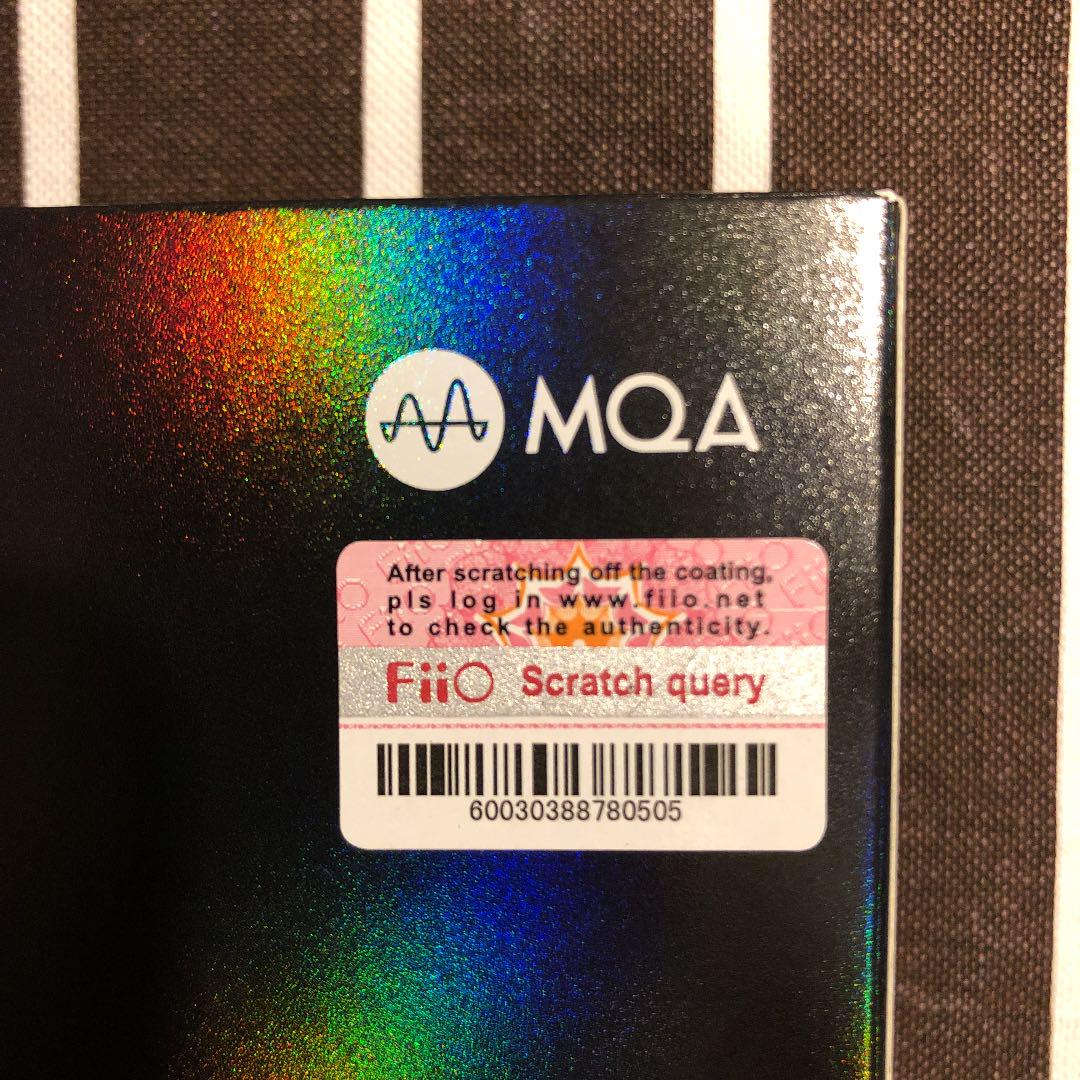 MQA
After scratching off the coating,
pls log in www.fiio.net
to check the authenticity.
FiiO Scratch query
60030388780505